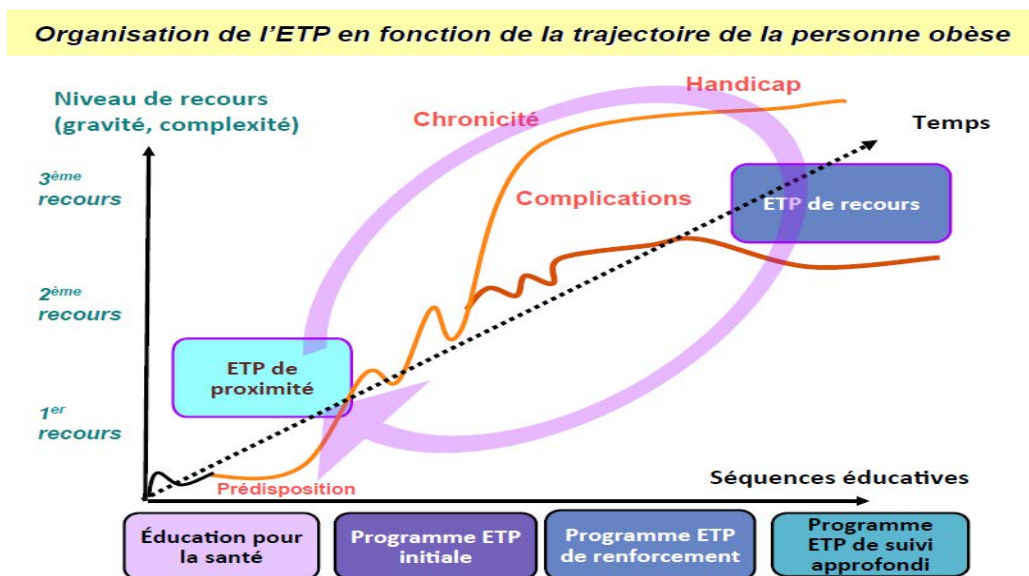 Organisation de l'ETP en fonction de la trajectoire de la personne obèse
Niveau de recours
(gravité, complexité)
Handicap
Chronicité
Temps
3ème
recours
Complications
ETP de recours
2ème
recours
ETP de
proximité
1er
recours
Prédisposition
Séquences éducatives
Éducation pour
la santé
Programme ETP
initiale
Programme ETP
de renforcement
Programme
ETP de suivi
approfondi